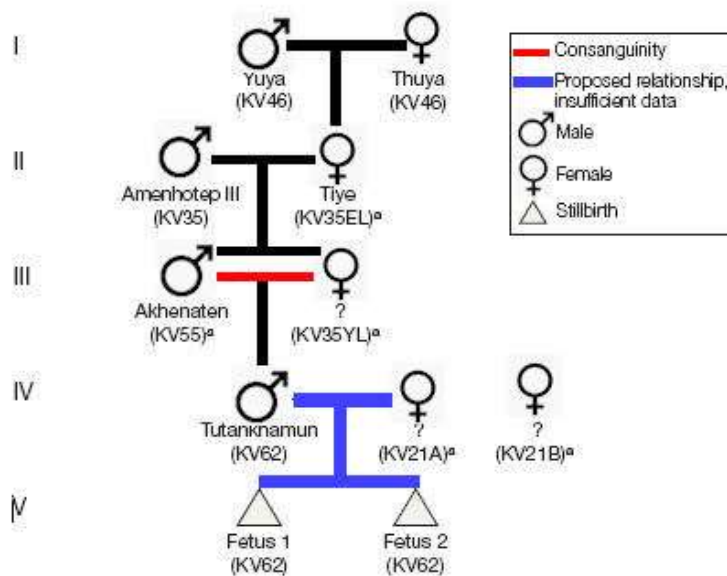 I
Yuya
(KV46)
Thuya
(KV46)
Consanguinity
Proposed relationship,
insufficient data
Male
Female
Stillbirth
II
Amenhotep III
(KV35)
Tiye
(KV35EL)ᵃ
III
Akhenaten
(KV55)ᵃ
?
(KV35YL)ᵃ
IV
Tutankhamun
(KV62)
?
(KV21A)ᵃ
?
(KV21B)ᵃ
V
Fetus 1
(KV62)
Fetus 2
(KV62)